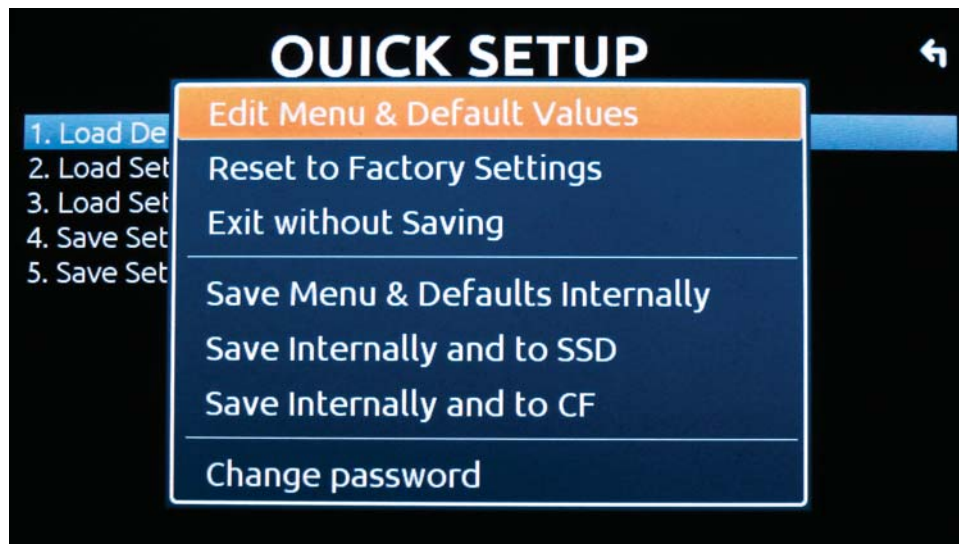 QUICK SETUP
Edit Menu & Default Values
1. Load De
Reset to Factory Settings
2. Load Set
3. Load Set
Exit without Saving
4. Save Set
5. Save Set
Save Menu & Defaults Internally
Save Internally and to SSD
Save Internally and to CF
Change password